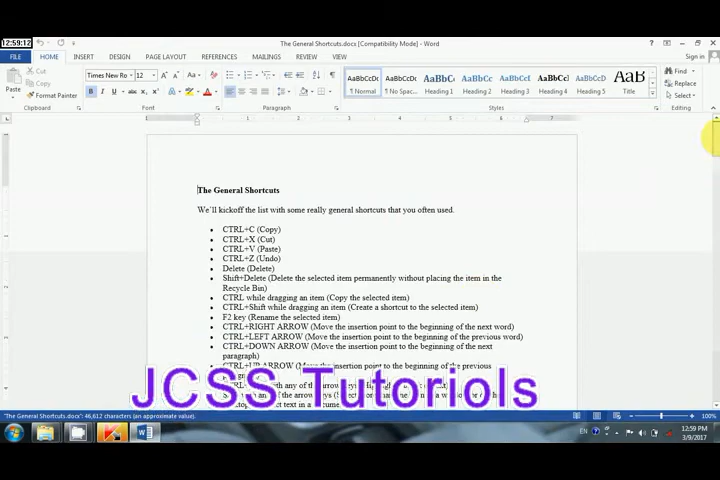 12:59:12
The General Shortcuts.docx [Compatibility Mode] - Word
Sign in
FILE HOME INSERT DESIGN PAGE LAYOUT REFERENCES MAILINGS REVIEW VIEW
Paste
Cut
Copy
Format Painter
Clipboard
Times New Ro 12
Font
Paragraph
AaBbCcDc AaBbCcDc AaBbC AaBbCc AaBbCcI AaBbCcI AaBbCcD AaB
¶ Normal ¶ No Spac... Heading 1 Heading 2 Heading 3 Heading 4 Heading 5 Title
Styles
Find
Replace
Select
Editing
The General Shortcuts
We'll kickoff the list with some really general shortcuts that you often used.
CTRL+C (Copy)
CTRL+X (Cut)
CTRL+V (Paste)
CTRL+Z (Undo)
Delete (Delete)
Shift+Delete (Delete the selected item permanently without placing the item in the
Recycle Bin)
CTRL while dragging an item (Copy the selected item)
CTRL+Shift while dragging an item (Create a shortcut to the selected item)
F2 key (Rename the selected item)
CTRL+RIGHT ARROW (Move the insertion point to the beginning of the next word)
CTRL+LEFT ARROW (Move the insertion point to the beginning of the previous word)
CTRL+DOWN ARROW (Move the insertion point to the beginning of the next
paragraph)
CTRL+UP ARROW (Move the insertion point to the beginning of the previous
JCSS Tutoriols
"The General Shortcuts.docx": 46,612 characters (an approximate value).
100%
EN
12:59 PM
3/9/2017